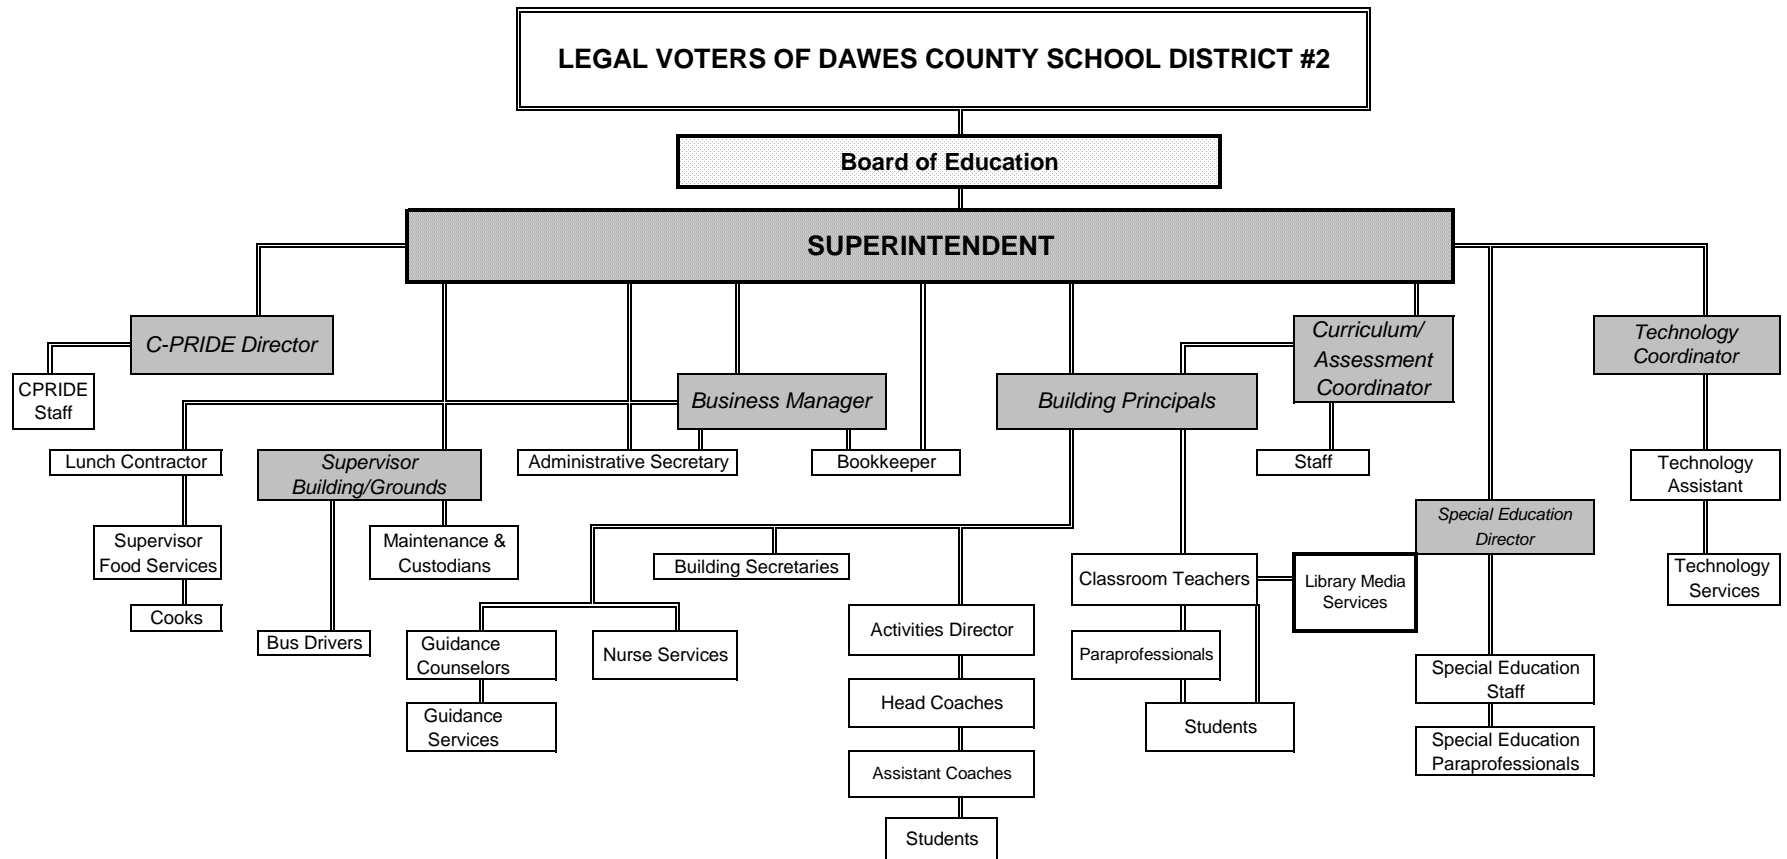 LEGAL VOTERS OF DAWES COUNTY SCHOOL DISTRICT #2
Board of Education
SUPERINTENDENT
C-PRIDE Director
Curriculum/
Assessment
Coordinator
Technology
Coordinator
CPRIDE
Staff
Business Manager
Building Principals
Lunch Contractor
Supervisor
Building/Grounds
Administrative Secretary
Bookkeeper
Staff
Technology
Assistant
Special Education
Director
Supervisor
Food Services
Maintenance &
Custodians
Building Secretaries
Classroom Teachers
Library Media
Services
Technology
Services
Cooks
Bus Drivers
Guidance
Counselors
Nurse Services
Activities Director
Paraprofessionals
Special Education
Staff
Guidance
Services
Head Coaches
Students
Special Education
Paraprofessionals
Assistant Coaches
Students